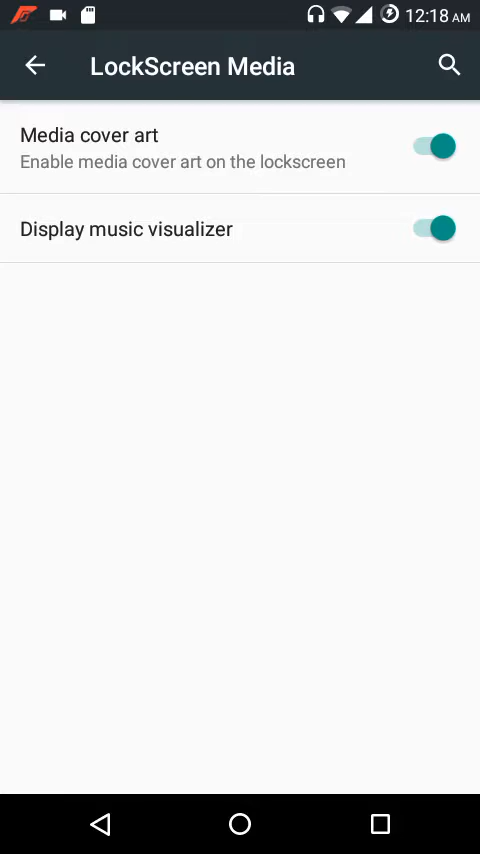 12:18 AM
LockScreen Media
Media cover art
Enable media cover art on the lockscreen
Display music visualizer